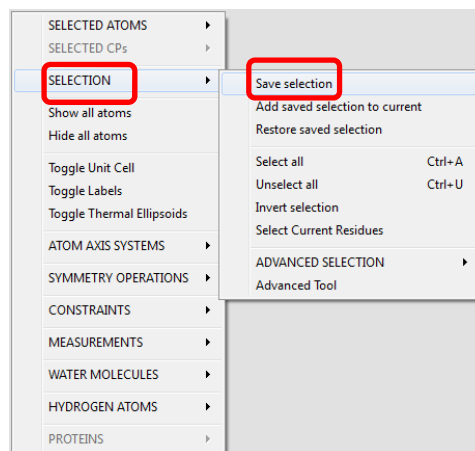 SELECTED ATOMS
SELECTED CPs
SELECTION
Show all atoms
Hide all atoms
Toggle Unit Cell
Toggle Labels
Toggle Thermal Ellipsoids
ATOM AXIS SYSTEMS
SYMMETRY OPERATIONS
CONSTRAINTS
MEASUREMENTS
WATER MOLECULES
HYDROGEN ATOMS
PROTEINS
Save selection
Add saved selection to current
Restore saved selection
Select all Ctrl+A
Unselect all Ctrl+U
Invert selection
Select Current Residues
ADVANCED SELECTION
Advanced Tool